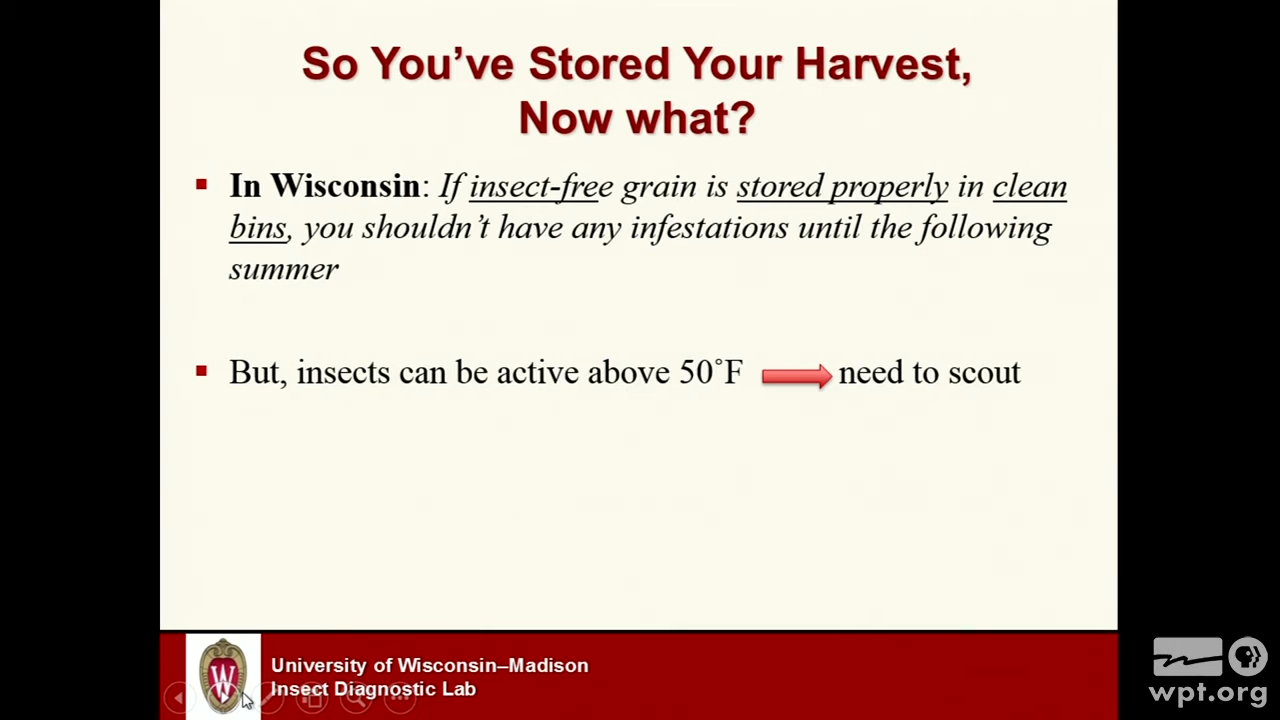 So You’ve Stored Your Harvest,
Now what?
In Wisconsin: If insect-free grain is stored properly in clean
bins, you shouldn’t have any infestations until the following
summer
But, insects can be active above 50˚F need to scout
University of Wisconsin–Madison
Insect Diagnostic Lab
W
PBS
wpt.org